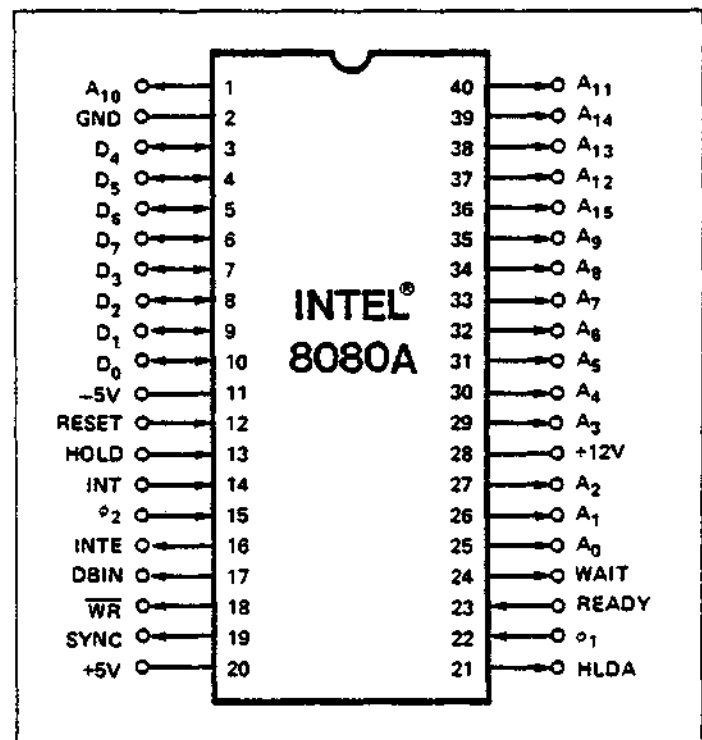 A10 1 40 A11
GND 2 39 A14
D4 3 38 A13
D5 4 37 A12
D6 5 36 A15
D7 6 35 A9
D3 7 34 A8
D2 8 33 A7
D1 9 32 A6
D0 10 31 A5
-5V 11 30 A4
RESET 12 29 A3
HOLD 13 28 +12V
INT 14 27 A2
φ2 15 26 A1
INTE 16 25 A0
DBIN 17 24 WAIT
W̅R̅ 18 23 READY
SYNC 19 22 φ1
+5V 20 21 HLDA
INTEL®
8080A